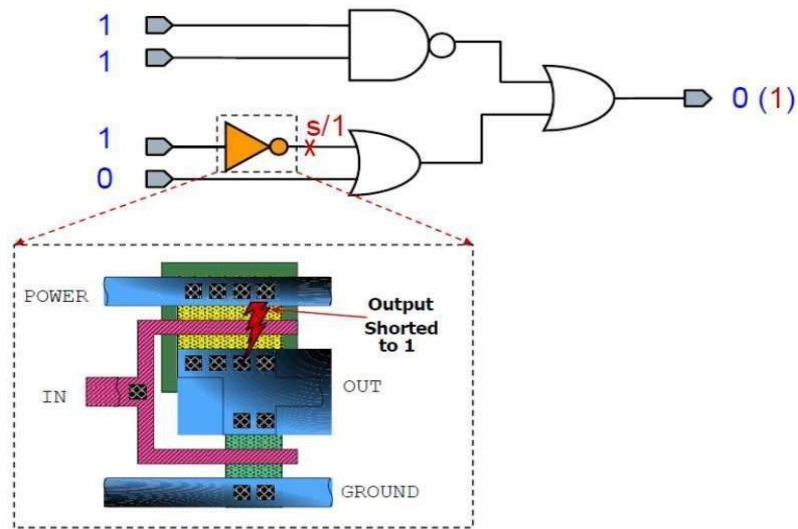 1
1
1
s/1
0
0 (1)
POWER
Output
Shorted
to 1
IN
OUT
GROUND